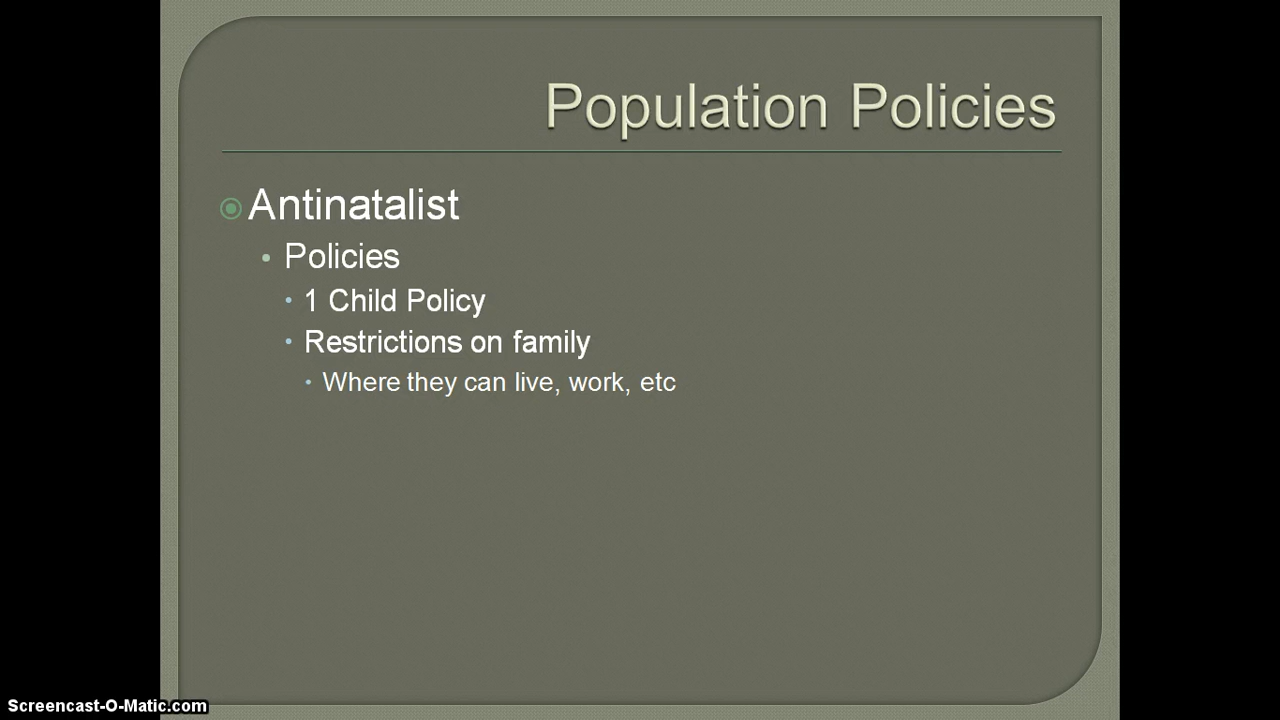 Population Policies
Antinatalist
Policies
1 Child Policy
Restrictions on family
Where they can live, work, etc
Screencast-O-Matic.com